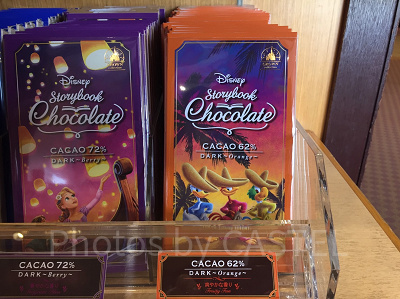 Disney
Storybook
Chocolate
CACAO 72%
DARK~Berry~
Disney
Storybook
Chocolate
CACAO 62%
DARK~Orange~
Photos by
CACAO 72%
DARK~Berry~
CACAO 62%
DARK~Orange~